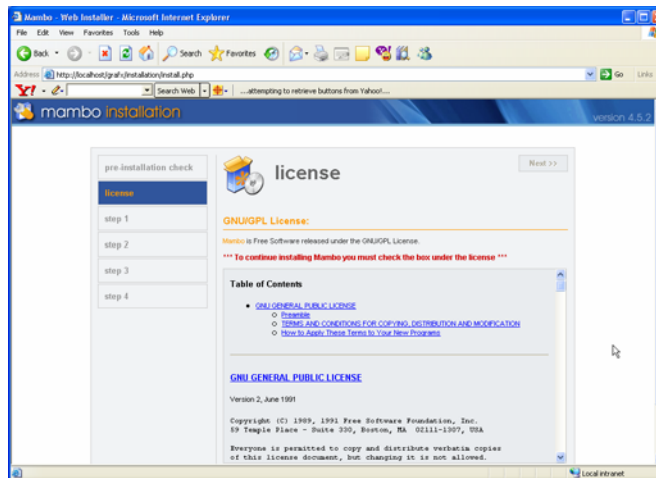 Mambo - Web Installer - Microsoft Internet Explorer
File Edit View Favorites Tools Help
Back Search Favorites
Address http://localhost/grafx/installation/install.php Go Links
Y! Search Web ....attempting to retrieve buttons from Yahoo!....
mambo installation version 4.5.2
pre-installation check
license
step 1
step 2
step 3
step 4
license
Next >>
GNU/GPL License:
Mambo is Free Software released under the GNU/GPL License.
*** To continue installing Mambo you must check the box under the license ***
Table of Contents
GNU GENERAL PUBLIC LICENSE
Preamble
TERMS AND CONDITIONS FOR COPYING, DISTRIBUTION AND MODIFICATION
How to Apply These Terms to Your New Programs
GNU GENERAL PUBLIC LICENSE
Version 2, June 1991
Copyright (C) 1989, 1991 Free Software Foundation, Inc.
59 Temple Place - Suite 330, Boston, MA 02111-1307, USA
Everyone is permitted to copy and distribute verbatim copies
of this license document, but changing it is not allowed.
Local intranet